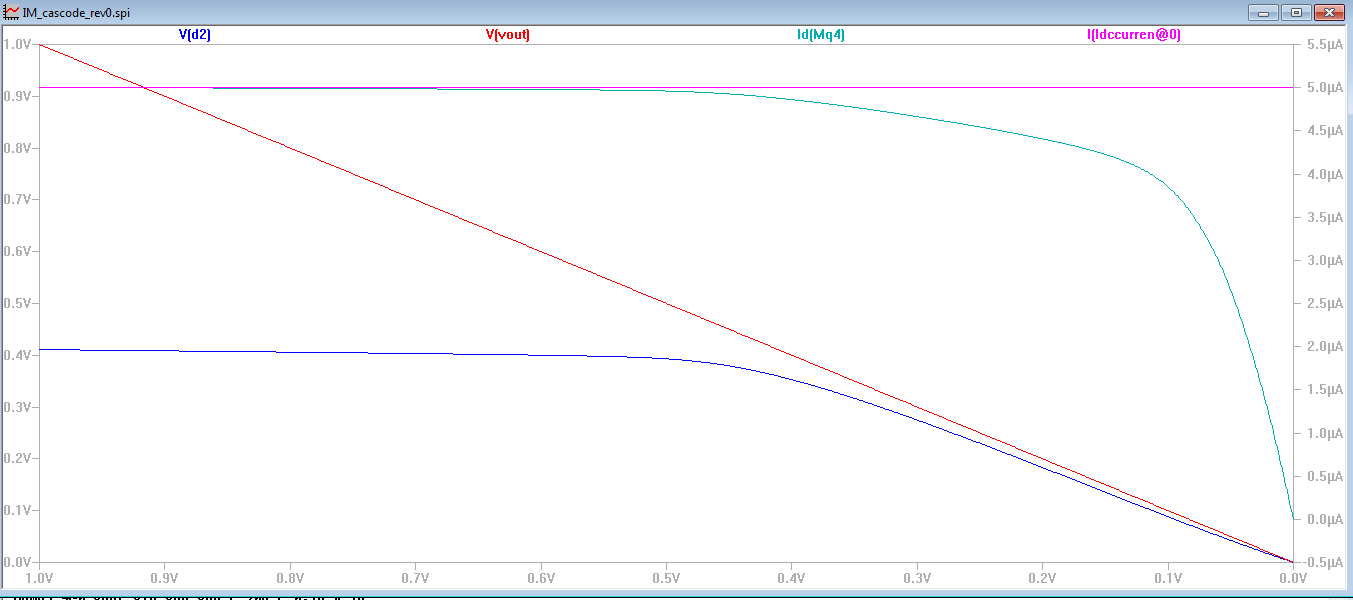 IM_cascode_rev0.spi
V(d2) V(vout) Id(Mq4) I(Idccurren@0)
1.0V 5.5µA
0.9V 5.0µA
0.8V 4.5µA
0.7V 4.0µA
0.6V 3.5µA
0.5V 3.0µA
0.4V 2.5µA
0.3V 2.0µA
0.2V 1.5µA
0.1V 1.0µA
0.0V 0.5µA
0.0µA
-0.5µA
1.0V 0.9V 0.8V 0.7V 0.6V 0.5V 0.4V 0.3V 0.2V 0.1V 0.0V